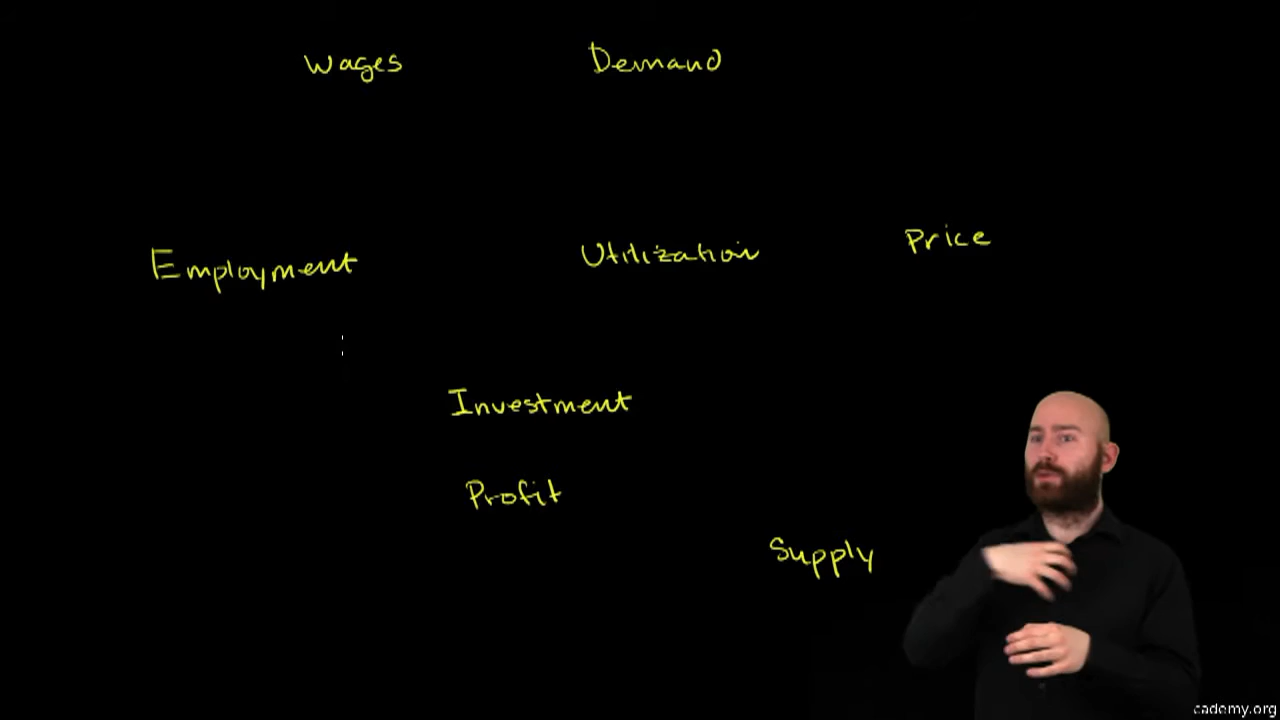 Wages Demand
Employment Utilization Price
Investment
Profit
Supply
cademy.org